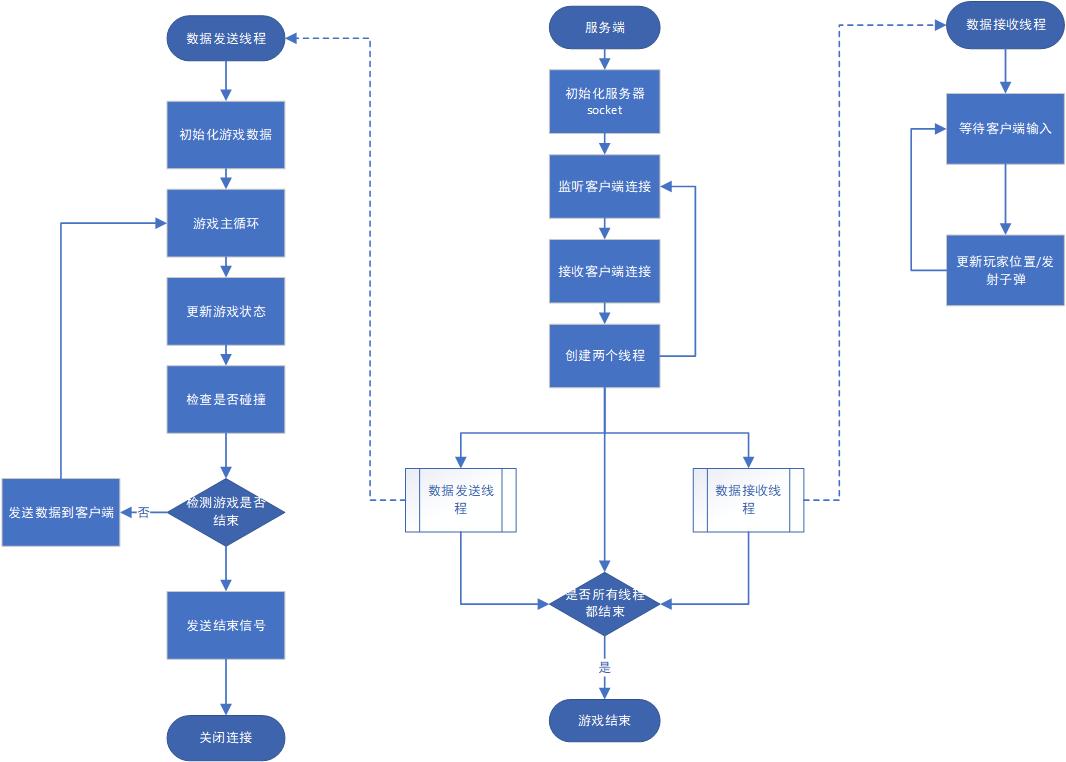 数据发送线程
初始化游戏数据
游戏主循环
更新游戏状态
检查是否碰撞
检测游戏是否
结束
否
发送数据到客户端
发送结束信号
关闭连接
服务端
初始化服务器
socket
监听客户端连接
接收客户端连接
创建两个线程
数据发送线
程
数据接收线
程
是否所有线程
都结束
是
游戏结束
数据接收线程
等待客户端输入
更新玩家位置/发
射子弹